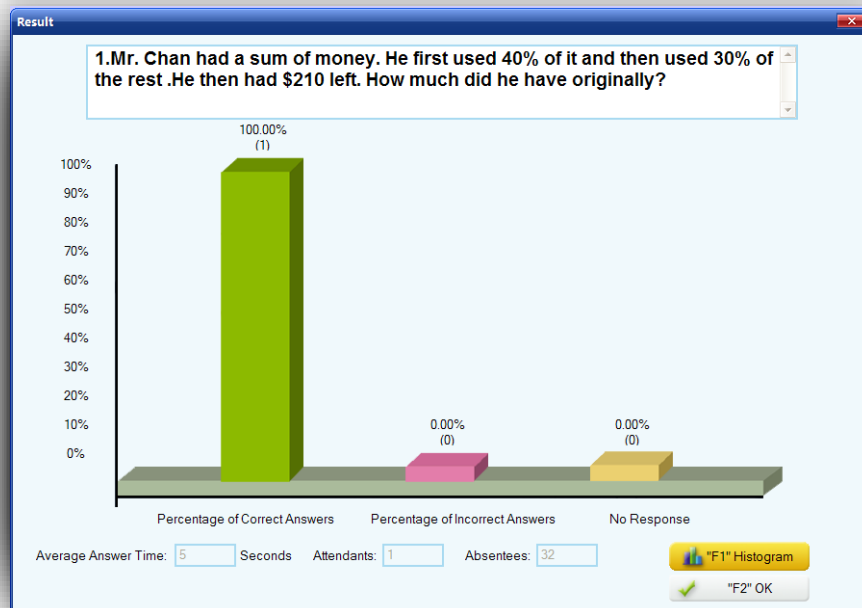 Result
1.Mr. Chan had a sum of money. He first used 40% of it and then used 30% of
the rest .He then had $210 left. How much did he have originally?
100.00%
(1)
100%
90%
80%
70%
60%
50%
40%
30%
20%
10%
0%
0.00%
(0)
0.00%
(0)
Percentage of Correct Answers
Percentage of Incorrect Answers
No Response
Average Answer Time: 5 Seconds Attendants: 1 Absentees: 32
"F1" Histogram
"F2" OK